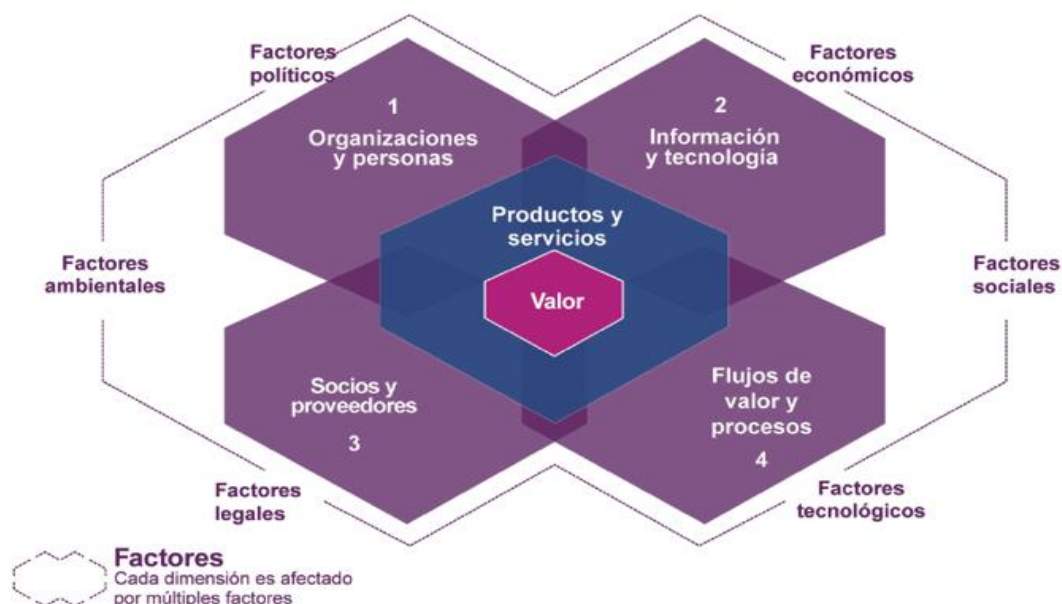 Factores
políticos
Factores
económicos
1
Organizaciones
y personas
2
Información
y tecnología
Productos y
servicios
Factores
ambientales
Valor
Factores
sociales
Socios y
proveedores
3
Flujos de
valor y
procesos
4
Factores
legales
Factores
tecnológicos
Factores
Cada dimensión es afectado
por múltiples factores